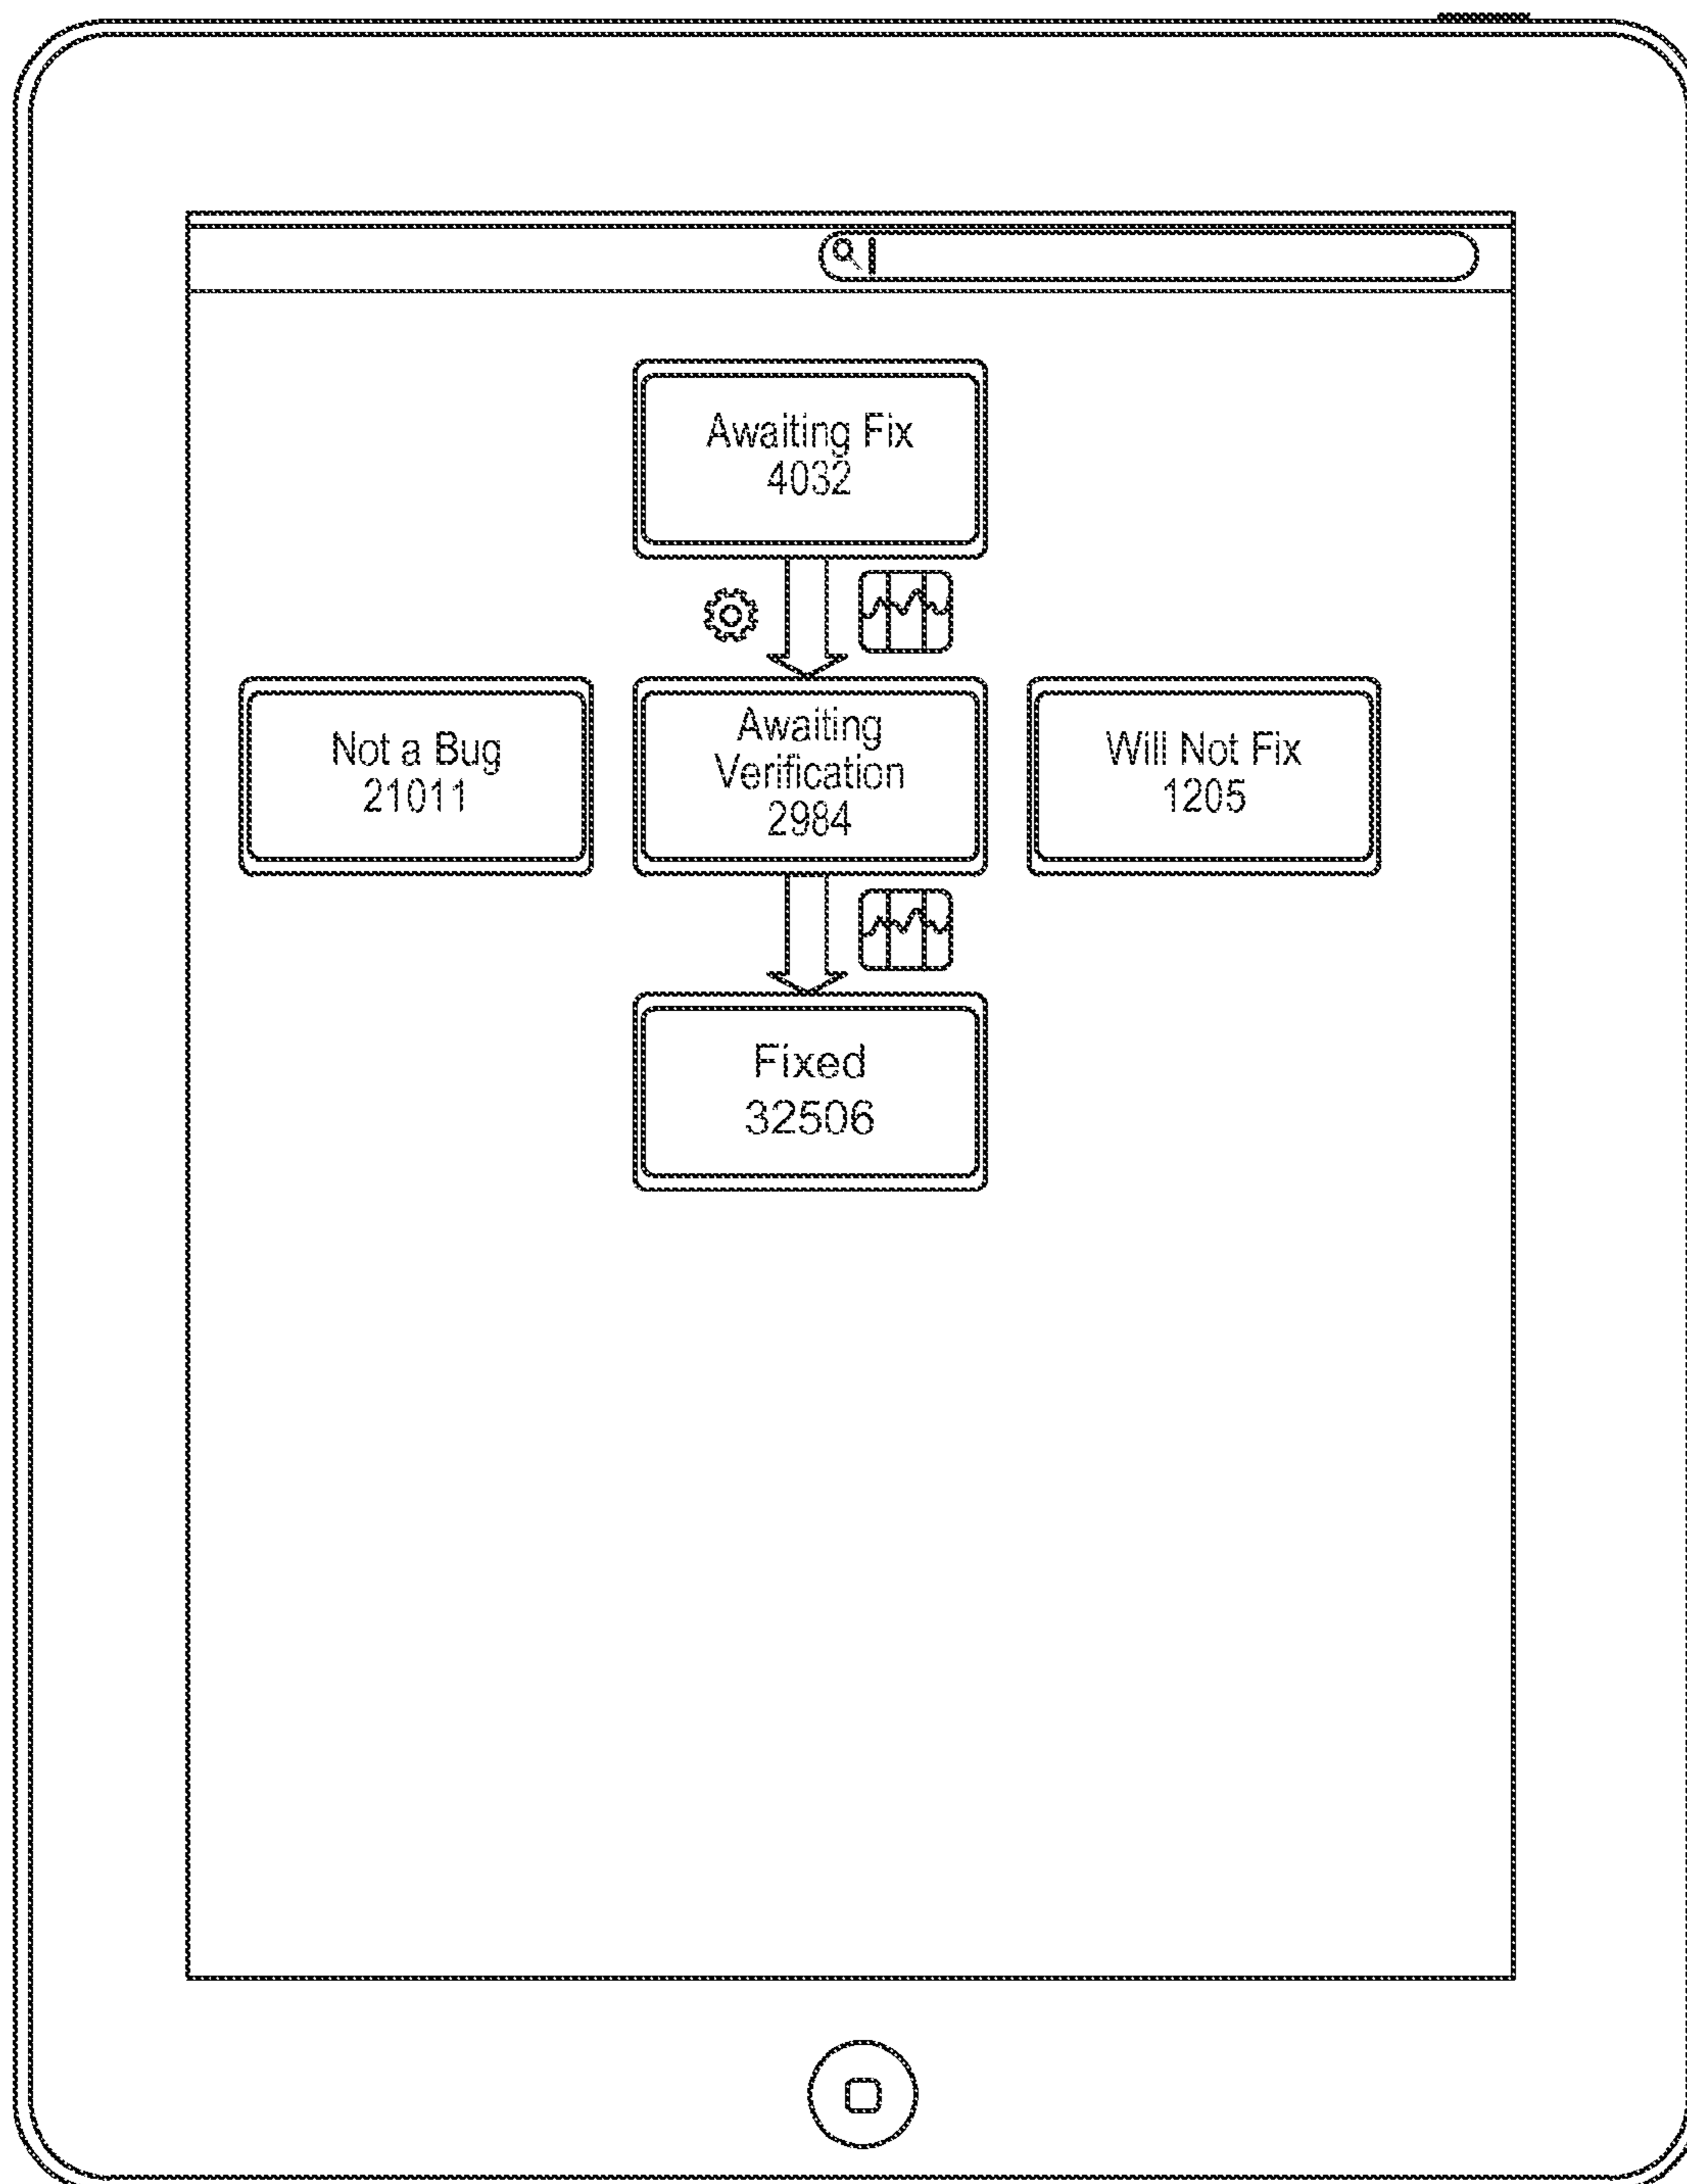 Awaiting Fix
4032
Not a Bug
21011
Awaiting
Verification
2984
Will Not Fix
1205
Fixed
32506